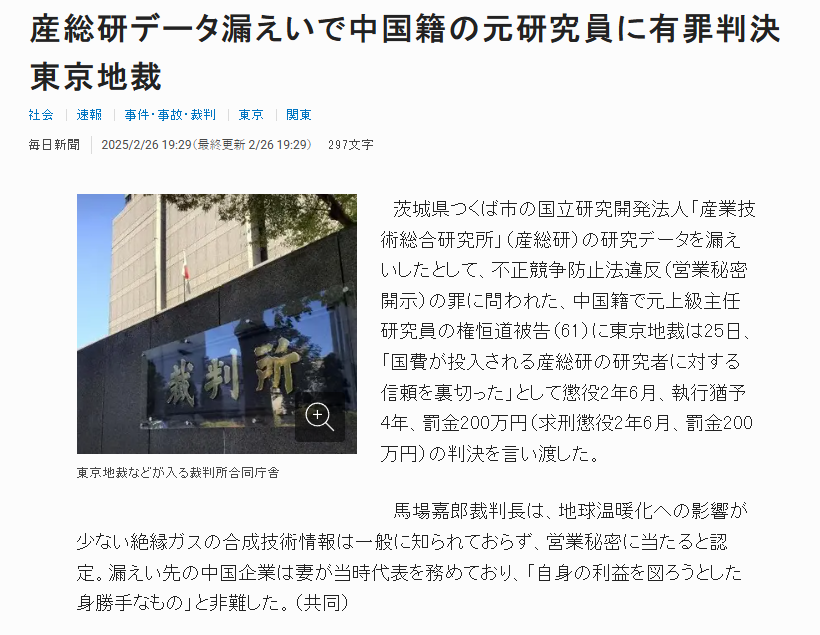 産総研データ漏えいで中国籍の元研究員に有罪判決
東京地裁
社会 速報 事件・事故・裁判 東京 関東
毎日新聞 2025/2/26 19:29（最終更新 2/26 19:29） 297文字
茨城県つくば市の国立研究開発法人「産業技
術総合研究所」（産総研）の研究データを漏え
いしたとして、不正競争防止法違反（営業秘密
開示）の罪に問われた、中国籍で元上級主任
研究員の権恒道被告（61）に東京地裁は25日、
「国費が投入される産総研の研究者に対する
信頼を裏切った」として懲役2年6月、執行猶予
4年、罰金200万円（求刑懲役2年6月、罰金200
万円）の判決を言い渡した。
裁判所
東京地裁などが入る裁判所合同庁舎
馬場嘉郎裁判長は、地球温暖化への影響が
少ない絶縁ガスの合成技術情報は一般に知られておらず、営業秘密に当たると認
定。漏えい先の中国企業は妻が当時代表を務めており、「自身の利益を図ろうとした
身勝手なもの」と非難した。（共同）